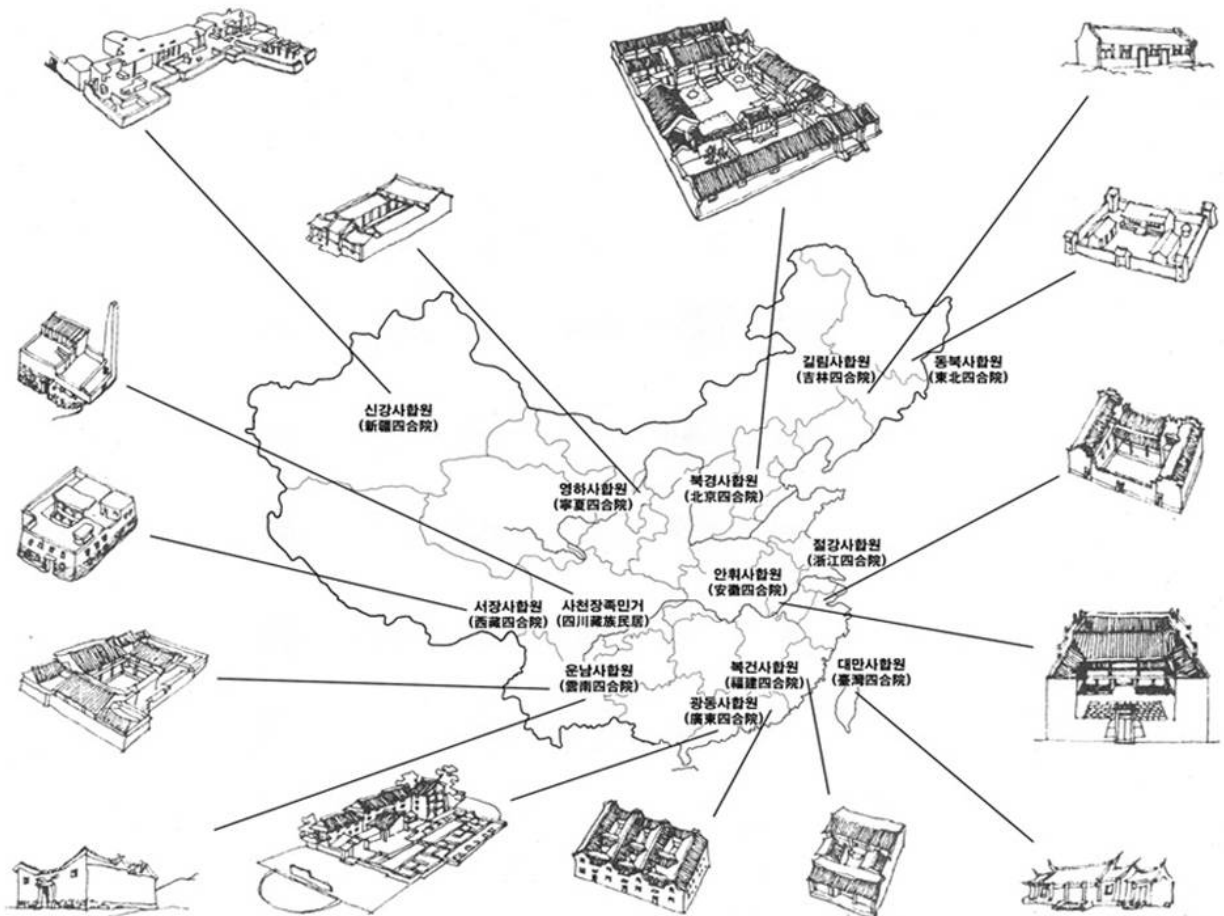 길림사합원
(吉林四合院)
동북사합원
(東北四合院)
신강사합원
(新疆四合院)
영하사합원
(寧夏四合院)
북경사합원
(北京四合院)
절강사합원
(浙江四合院)
안휘사합원
(安徽四合院)
서장사합원
(西藏四合院)
사천장족민거
(四川藏族民居)
운남사합원
(雲南四合院)
복건사합원
(福建四合院)
대만사합원
(臺灣四合院)
광동사합원
(廣東四合院)